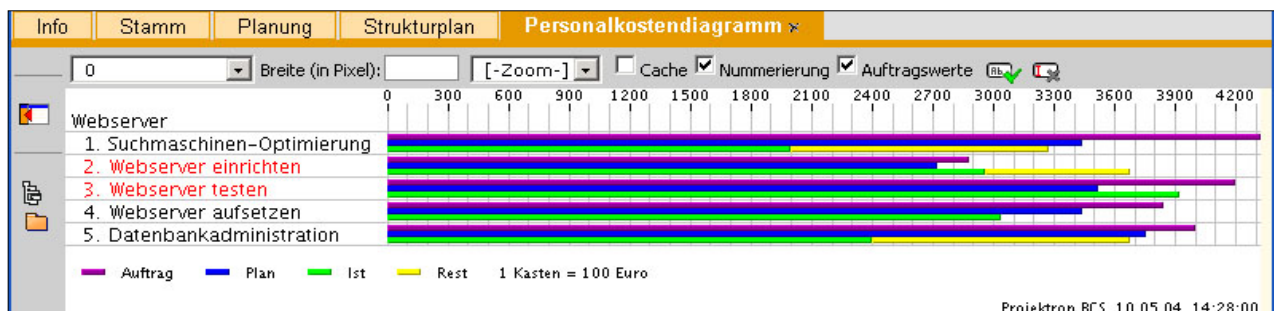 Info Stamm Planung Strukturplan Personalkostendiagramm ×
0 Breite (in Pixel): [-Zoom-] Cache Nummerierung Auftragswerte
0 300 600 900 1200 1500 1800 2100 2400 2700 3000 3300 3600 3900 4200
Webserver
1. Suchmaschinen-Optimierung
2. Webserver einrichten
3. Webserver testen
4. Webserver aufsetzen
5. Datenbankadministration
Auftrag Plan Ist Rest 1 Kasten = 100 Euro
Projektron BCS 10.05.04 14:28:00